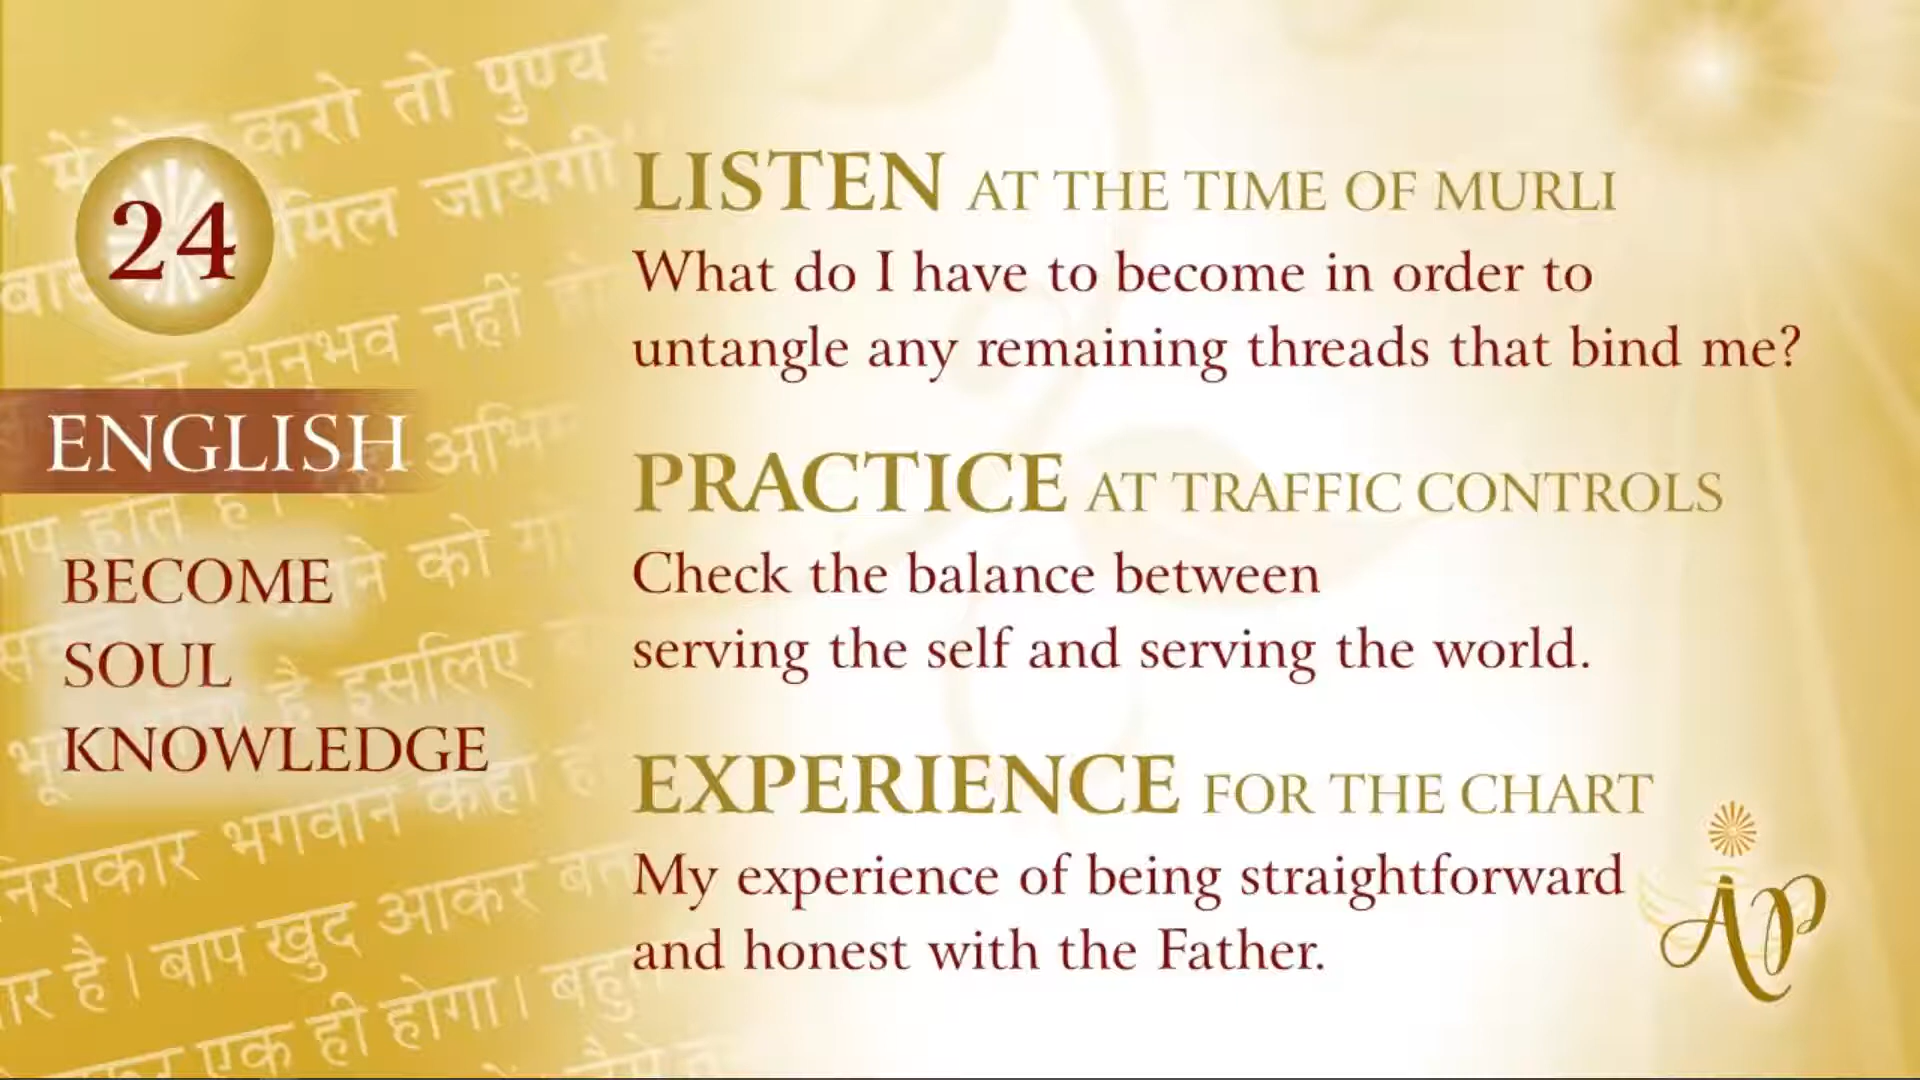 24
ENGLISH
BECOME
SOUL
KNOWLEDGE
LISTEN AT THE TIME OF MURLI
What do I have to become in order to
untangle any remaining threads that bind me?
PRACTICE AT TRAFFIC CONTROLS
Check the balance between
serving the self and serving the world.
EXPERIENCE FOR THE CHART
My experience of being straightforward
and honest with the Father.
AP
करो तो पुण्य
मिल जायेगी
अनुभव नहीं
को
है इसलिए
निराकार भगवान कहा
है। बाप खुद आकर
एक ही होगा।